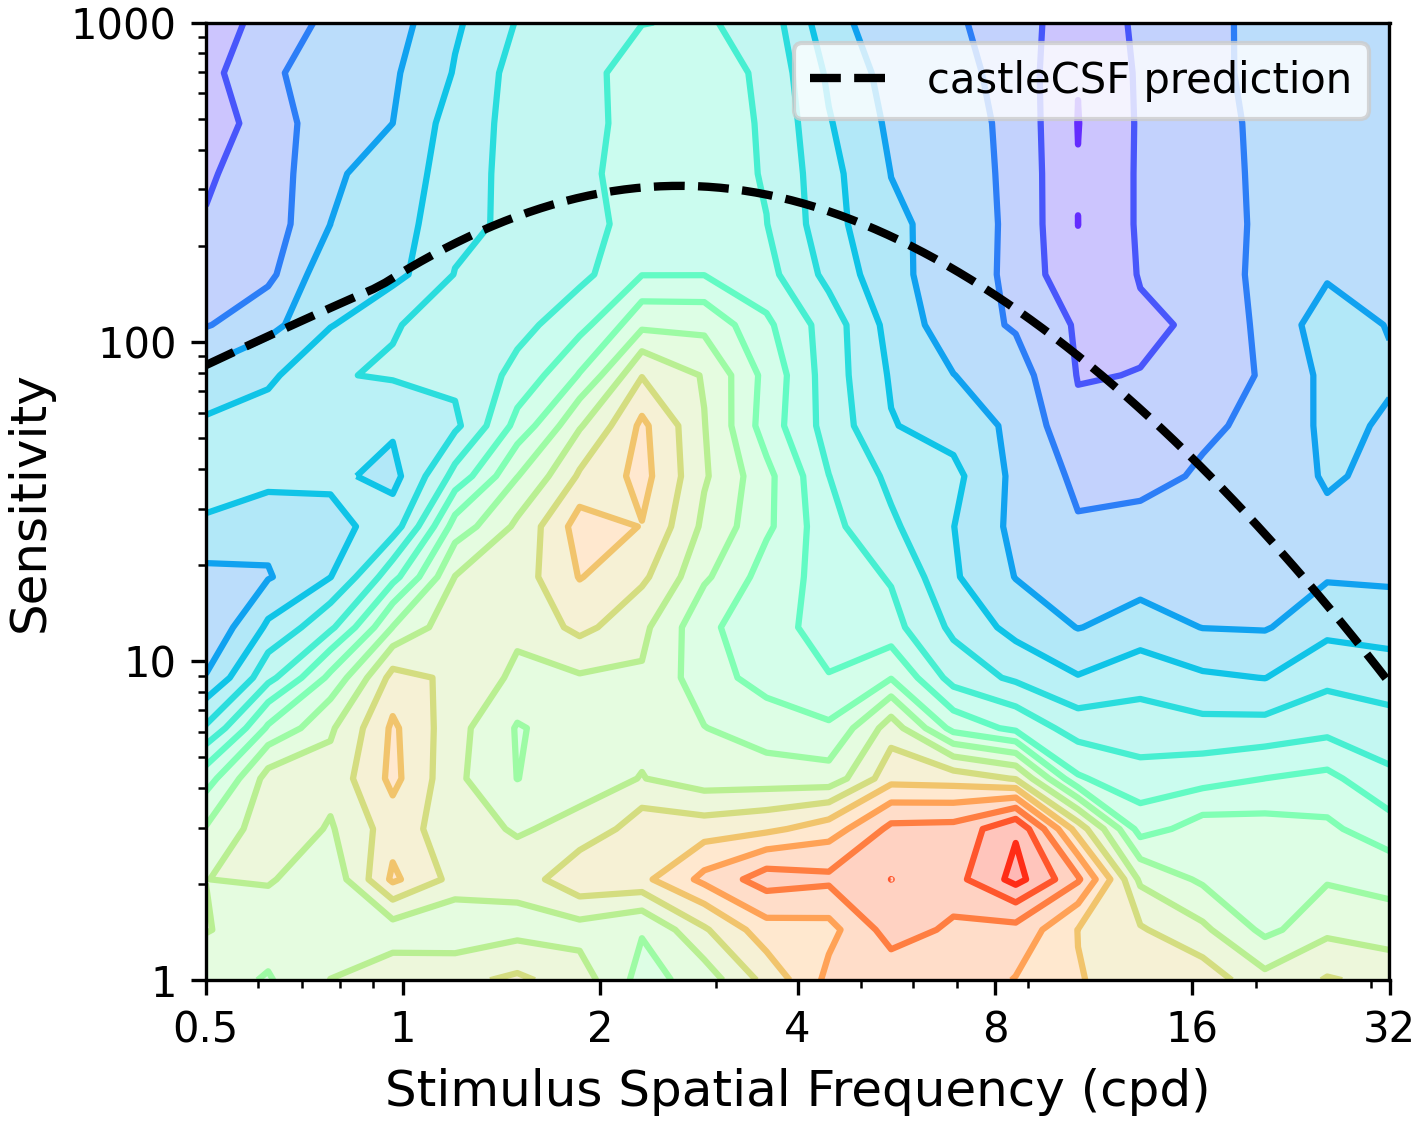 1000
100
10
1
Sensitivity
castleCSF prediction
0.5 1 2 4 8 16 32
Stimulus Spatial Frequency (cpd)